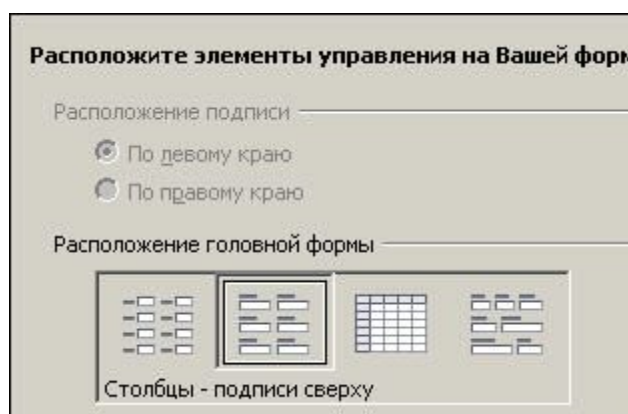 Расположите элементы управления на Вашей форм
Расположение подписи
По левому краю
По правому краю
Расположение головной формы
Столбцы - подписи сверху